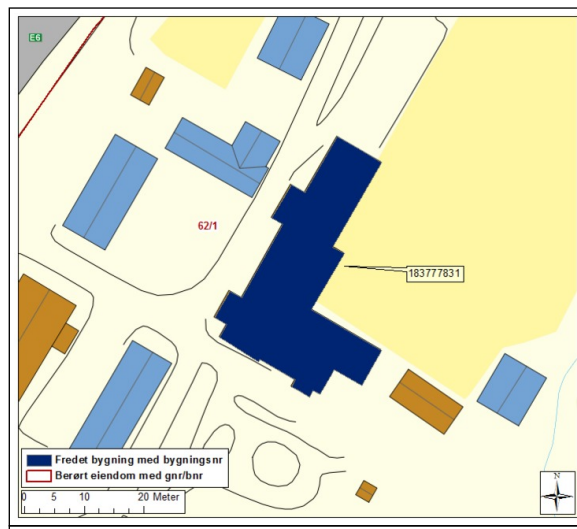 E6
62/1
183777831
Fredet bygning med bygningsnr
Berørt eiendom med gnr/bnr
0 5 10 20 Meter
N